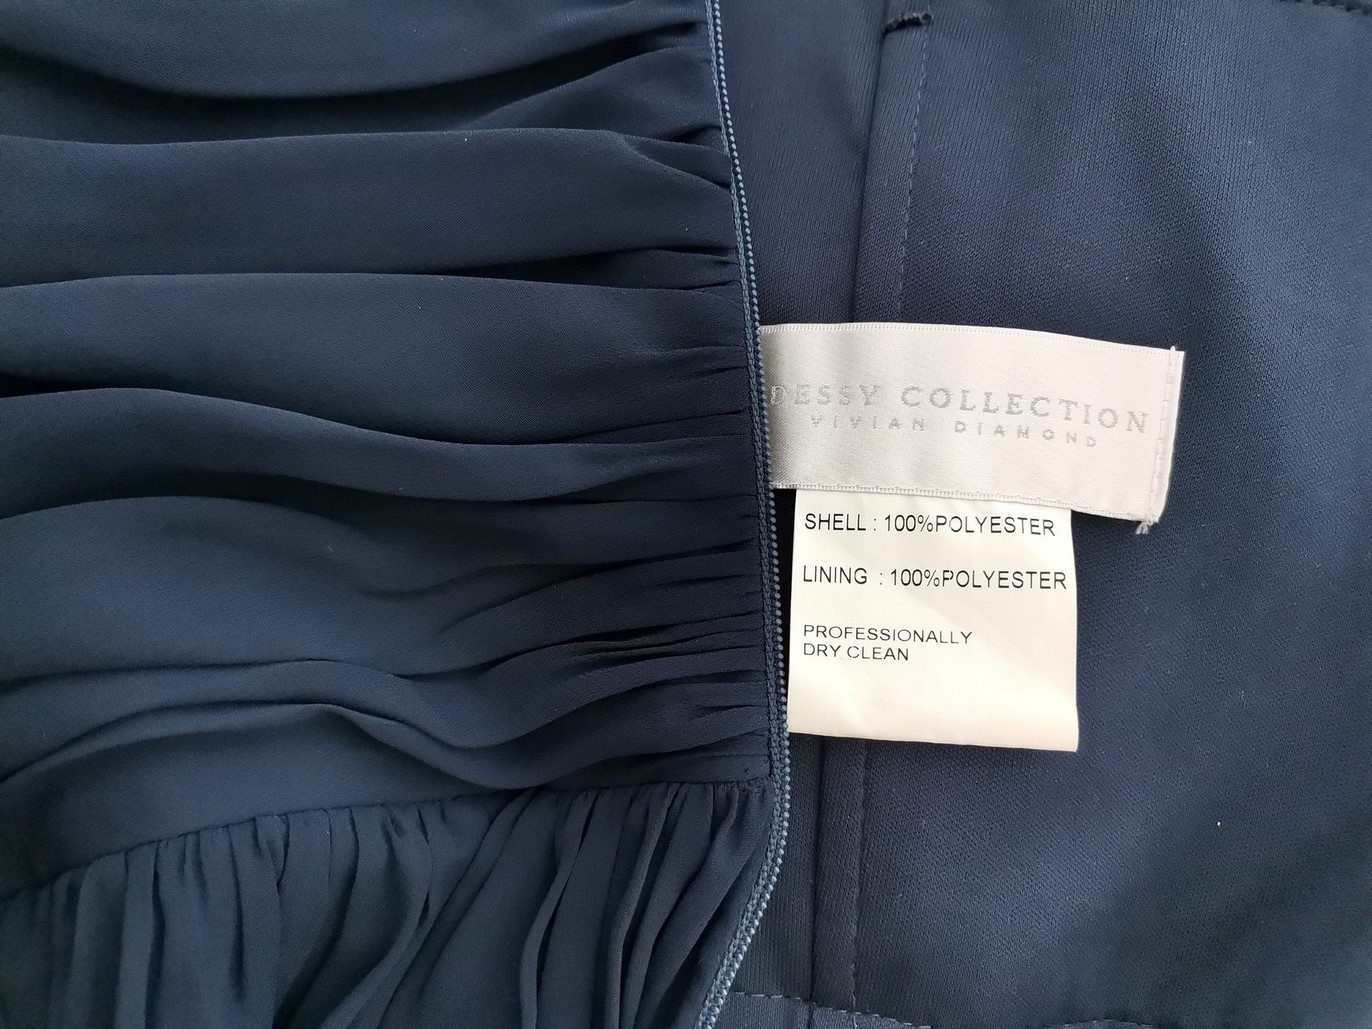 DESSY COLLECTION
VIVIAN DIAMOND
SHELL : 100%POLYESTER
LINING : 100%POLYESTER
PROFESSIONALLY
DRY CLEAN